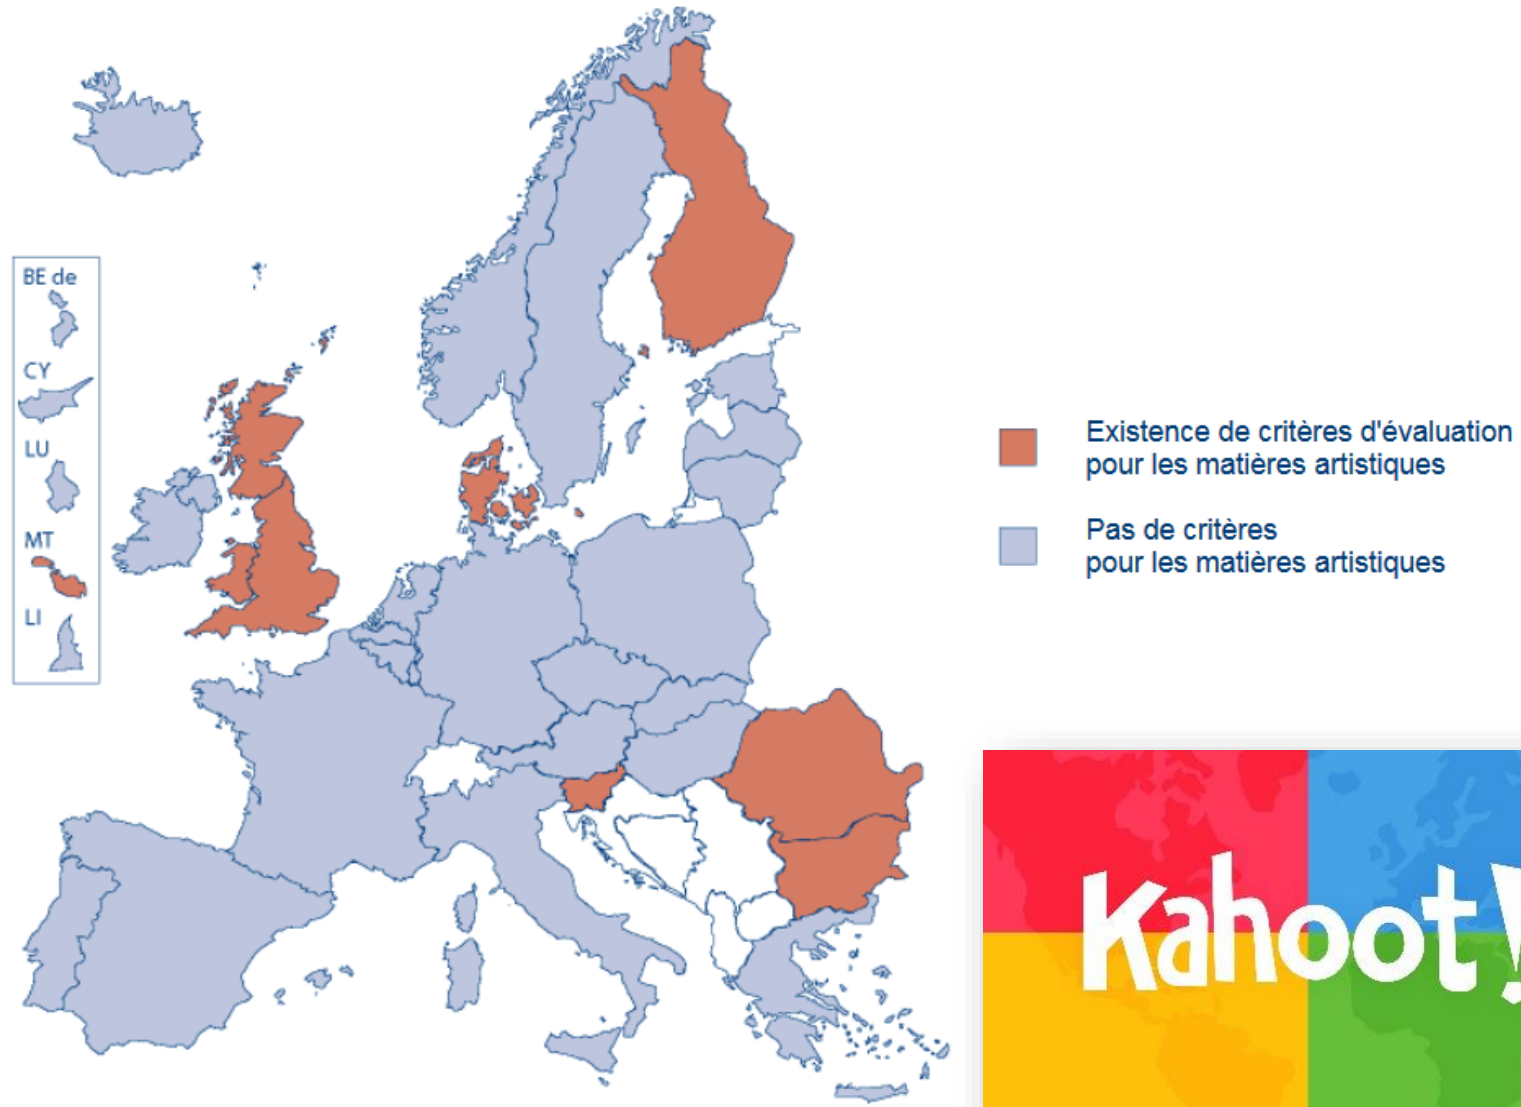 BE de
CY
LU
MT
LI
Existence de critères d'évaluation
pour les matières artistiques
Pas de critères
pour les matières artistiques
Kahoot!